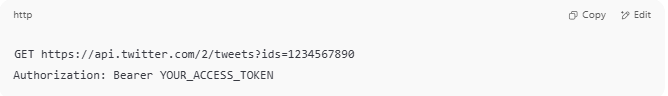 http
Copy
Edit
GET https://api.twitter.com/2/tweets?ids=1234567890
Authorization: Bearer YOUR_ACCESS_TOKEN